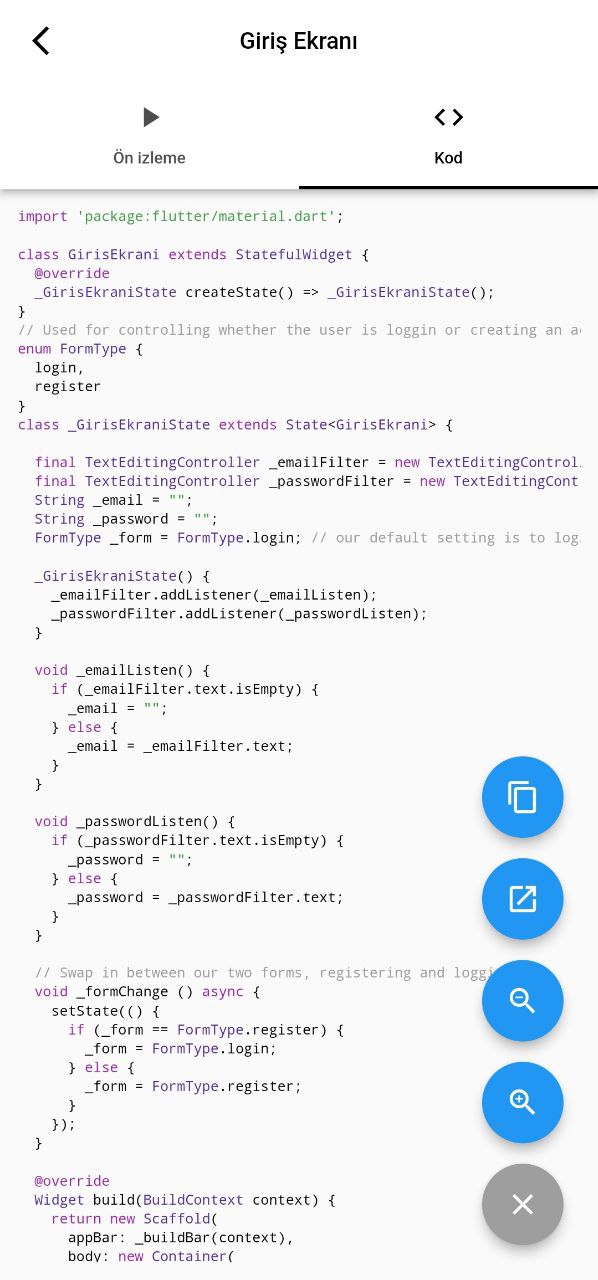 Giriş Ekranı
Ön izleme
Kod
import 'package:flutter/material.dart';
class GirisEkrani extends StatefulWidget {
@override
_GirisEkraniState createState() => _GirisEkraniState();
}
// Used for controlling whether the user is loggin or creating an
enum FormType {
login,
register
}
class _GirisEkraniState extends State<GirisEkrani> {
final TextEditingController _emailFilter = new TextEditingControl
final TextEditingController _passwordFilter = new TextEditingCont
String _email = "";
String _password = "";
FormType _form = FormType.login; // our default setting is to log
_GirisEkraniState() {
_emailFilter.addListener(_emailListen);
_passwordFilter.addListener(_passwordListen);
}
void _emailListen() {
if (_emailFilter.text.isEmpty) {
_email = "";
} else {
_email = _emailFilter.text;
}
}
void _passwordListen() {
if (_passwordFilter.text.isEmpty) {
_password = "";
} else {
_password = _passwordFilter.text;
}
}
// Swap in between our two forms, registering and loggi
void _formChange () async {
setState(() {
if (_form == FormType.register) {
_form = FormType.login;
} else {
_form = FormType.register;
}
});
}
@override
Widget build(BuildContext context) {
return new Scaffold(
appBar: _buildBar(context),
body: new Container(